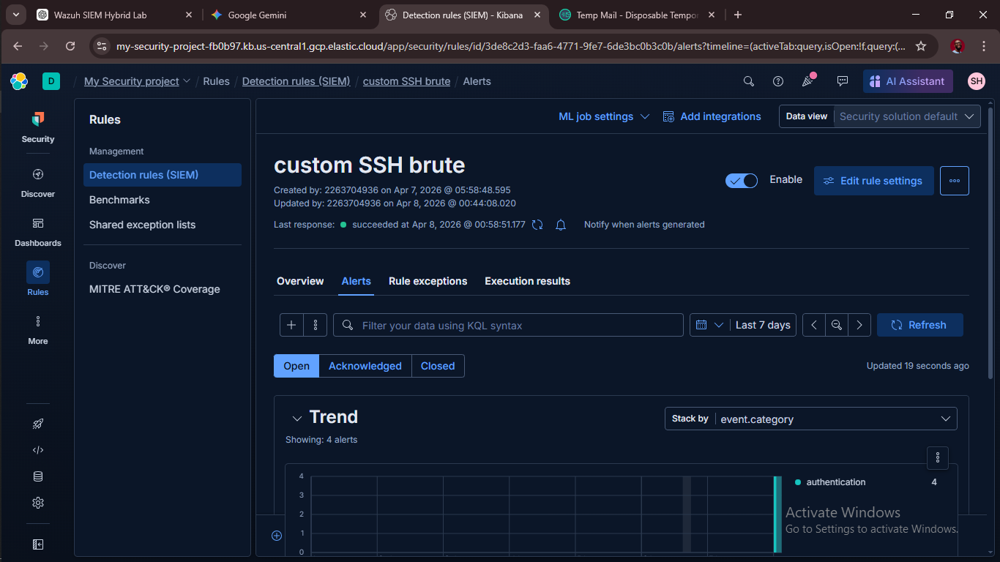 Wazuh SIEM Hybrid Lab
Google Gemini
Detection rules (SIEM) - Kibana
Temp Mail - Disposable Tempor
my-security-project-fb0b97.kb.us-central1.gcp.elastic.cloud/app/security/rules/id/3de8c2d3-faa6-4771-9fe7-6de3bc0b3c0b/alerts?timeline=(activeTab:query,isOpen:!f,query:(...
D
My Security project / Rules / Detection rules (SIEM) / custom SSH brute / Alerts
AI Assistant
SH
Security
Discover
Dashboards
Rules
More
Rules
Management
Detection rules (SIEM)
Benchmarks
Shared exception lists
Discover
MITRE ATT&CK® Coverage
ML job settings
Add integrations
Data view
Security solution default
custom SSH brute
Created by: 2263704936 on Apr 7, 2026 @ 05:58:48.595
Updated by: 2263704936 on Apr 8, 2026 @ 00:44:08.020
Last response: succeeded at Apr 8, 2026 @ 00:58:51.177
Notify when alerts generated
Enable
Edit rule settings
Overview
Alerts
Rule exceptions
Execution results
Filter your data using KQL syntax
Last 7 days
Refresh
Open
Acknowledged
Closed
Updated 19 seconds ago
Trend
Showing: 4 alerts
Stack by
event.category
4
3
2
1
0
authentication 4
Activate Windows
Go to Settings to activate Windows.